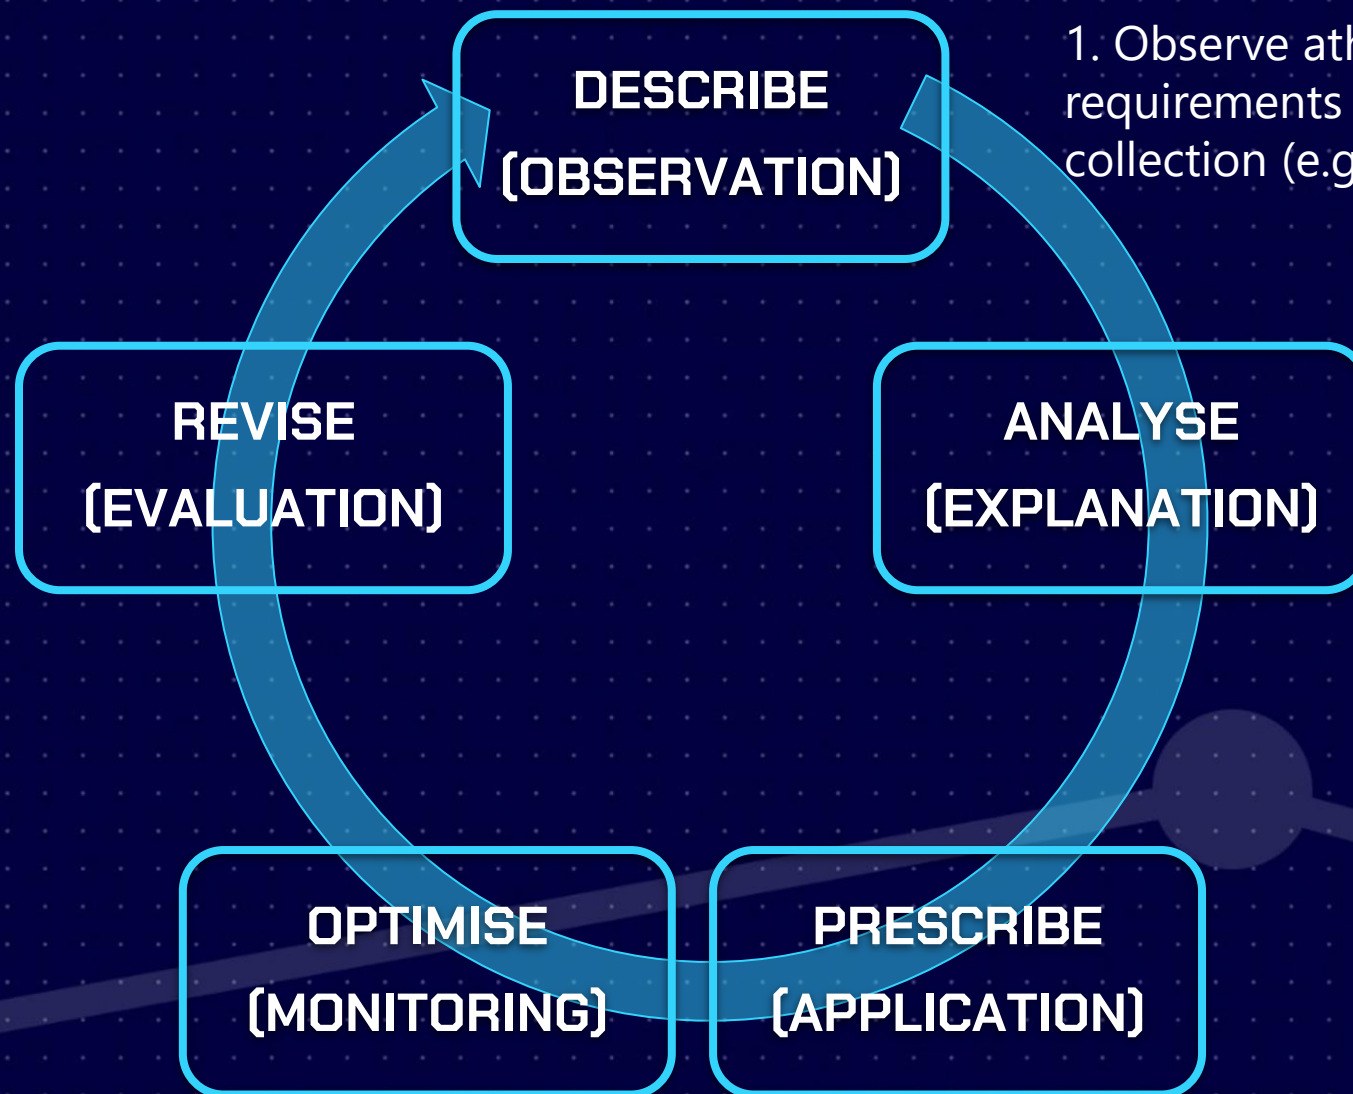 DESCRIBE
(OBSERVATION)
1. Observe
requirements
collection (e.g
ANALYSE
(EXPLANATION)
PRESCRIBE
(APPLICATION)
OPTIMISE
(MONITORING)
REVISE
(EVALUATION)